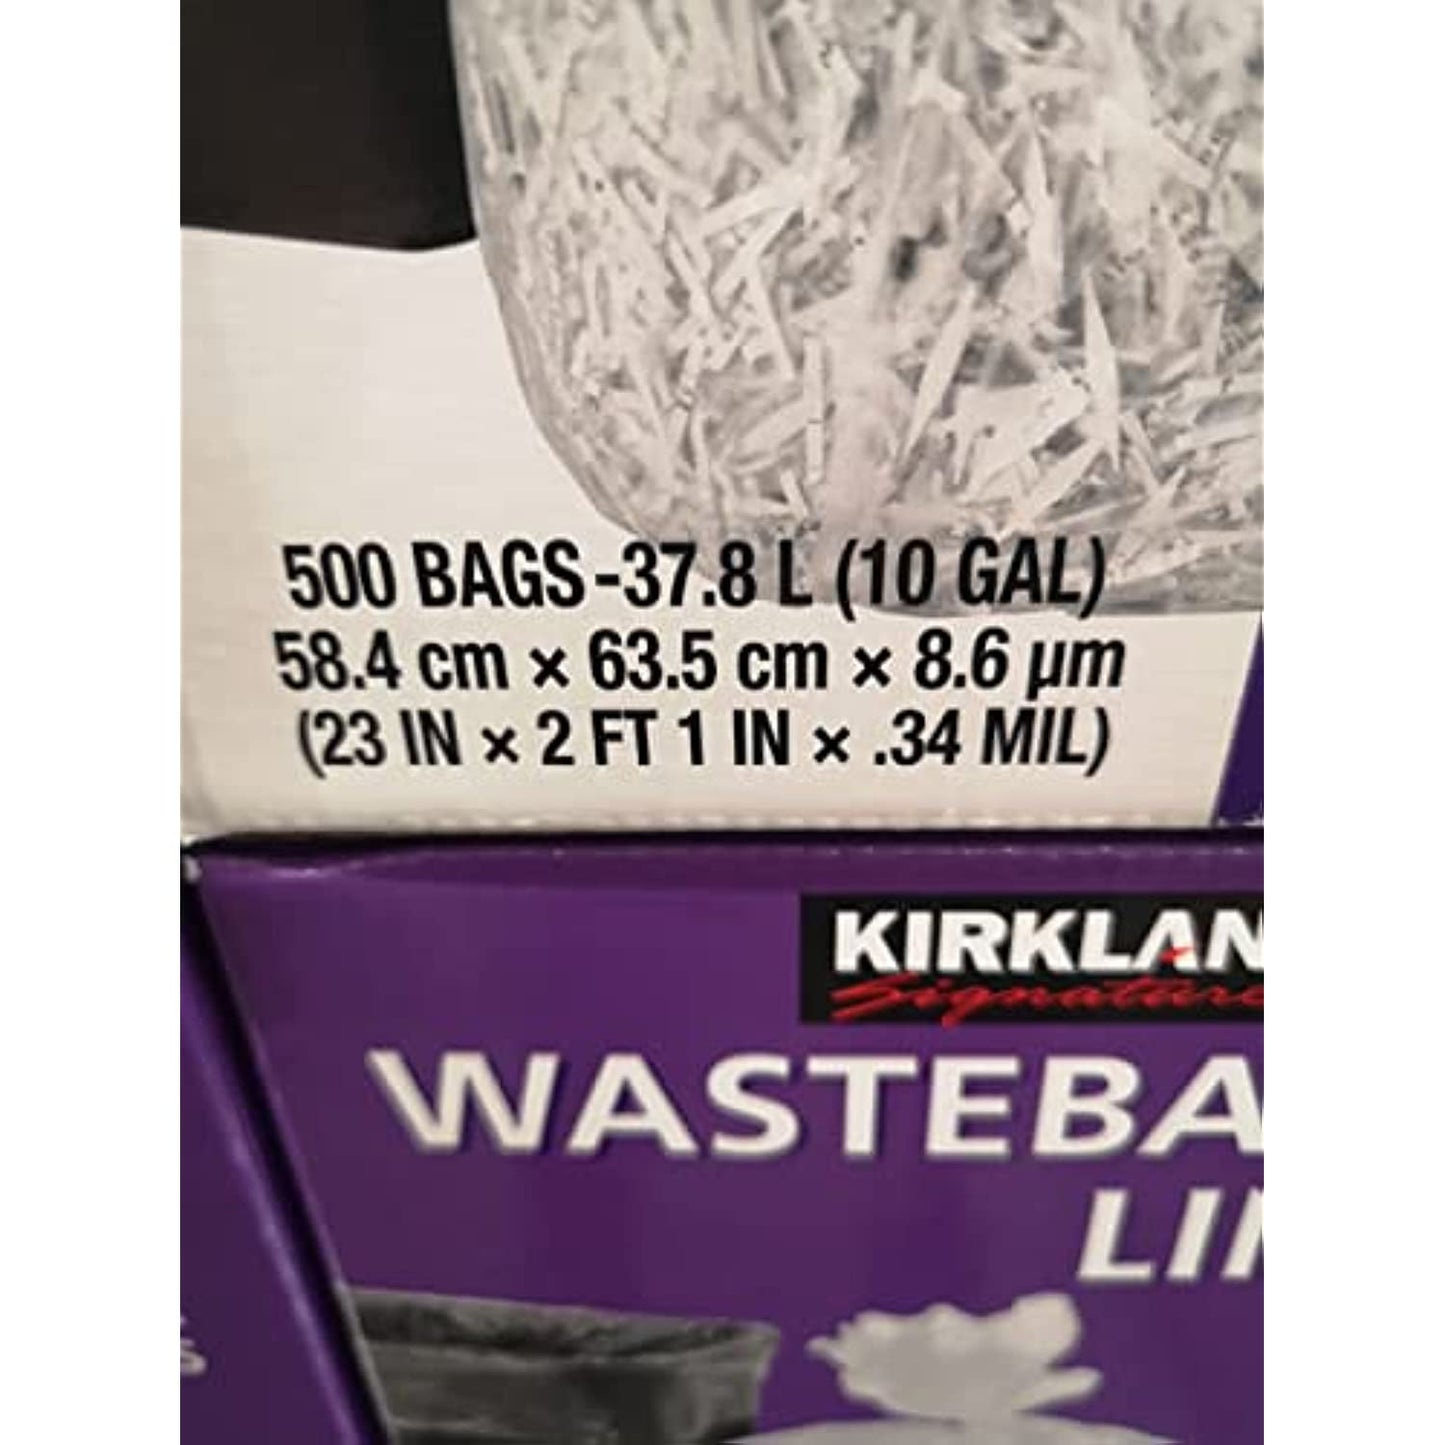 500 BAGS-37.8 L (10 GAL)
58.4 cm × 63.5 cm × 8.6 µm
(23 IN × 2 FT 1 IN × .34 MIL)
KIRKLAN
Signature
WASTEBA
LI